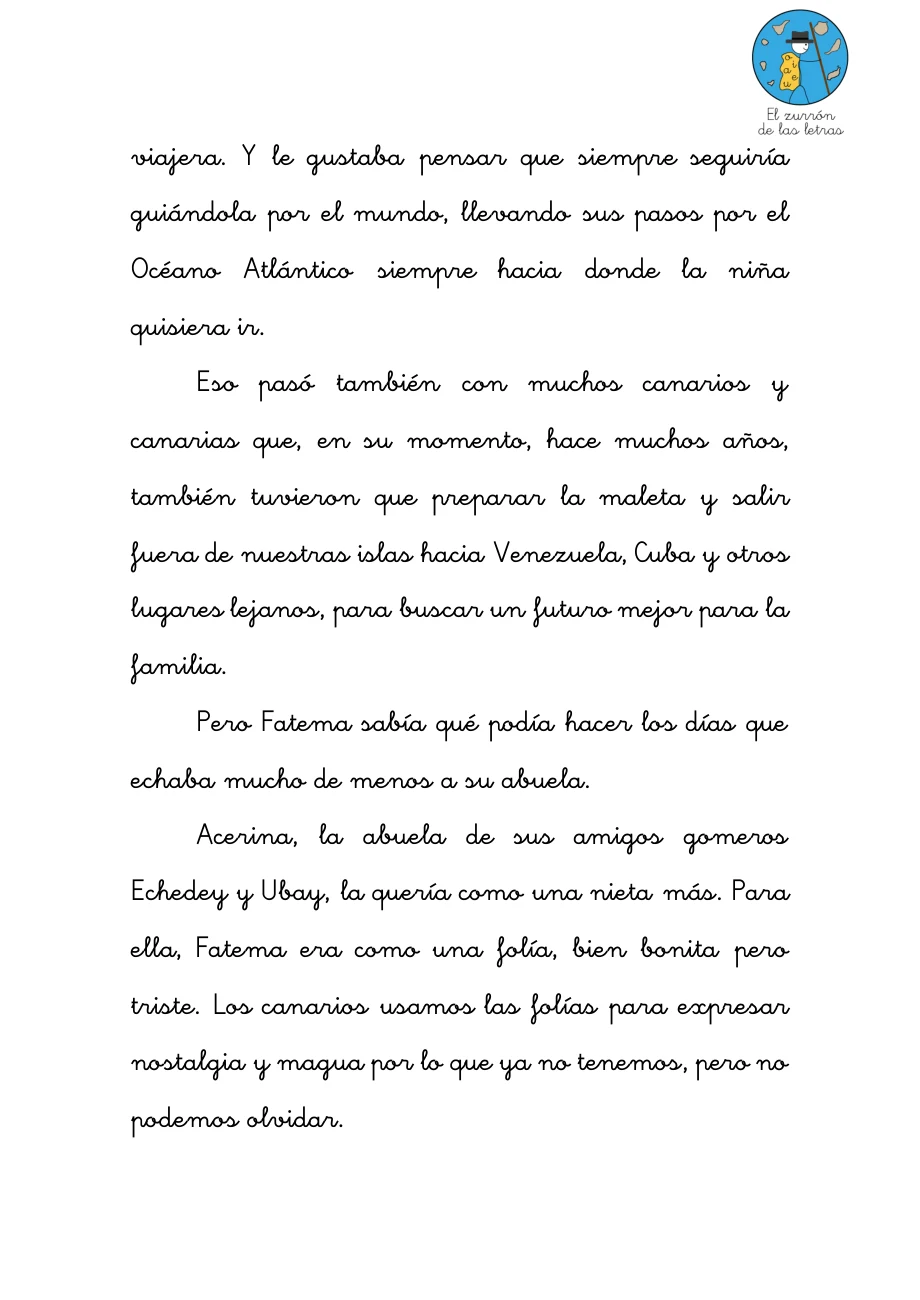 El zurrón
de las letras
viajera. Y le gustaba pensar que siempre seguiría
guiándola por el mundo, llevando sus pasos por el
Océano Atlántico siempre hacia donde la niña
quisiera ir.
Eso pasó también con muchos canarios y
canarias que, en su momento, hace muchos años,
también tuvieron que preparar la maleta y salir
fuera de nuestras islas hacia Venezuela, Cuba y otros
lugares lejanos, para buscar un futuro mejor para la
familia.
Pero Fatema sabía qué podía hacer los días que
echaba mucho de menos a su abuela.
Acerina, la abuela de sus amigos gomeros
Echedey y Ubay, la quería como una nieta más. Para
ella, Fatema era como una folía, bien bonita pero
triste. Los canarios usamos las folías para expresar
nostalgia y magua por lo que ya no tenemos, pero no
podemos olvidar.